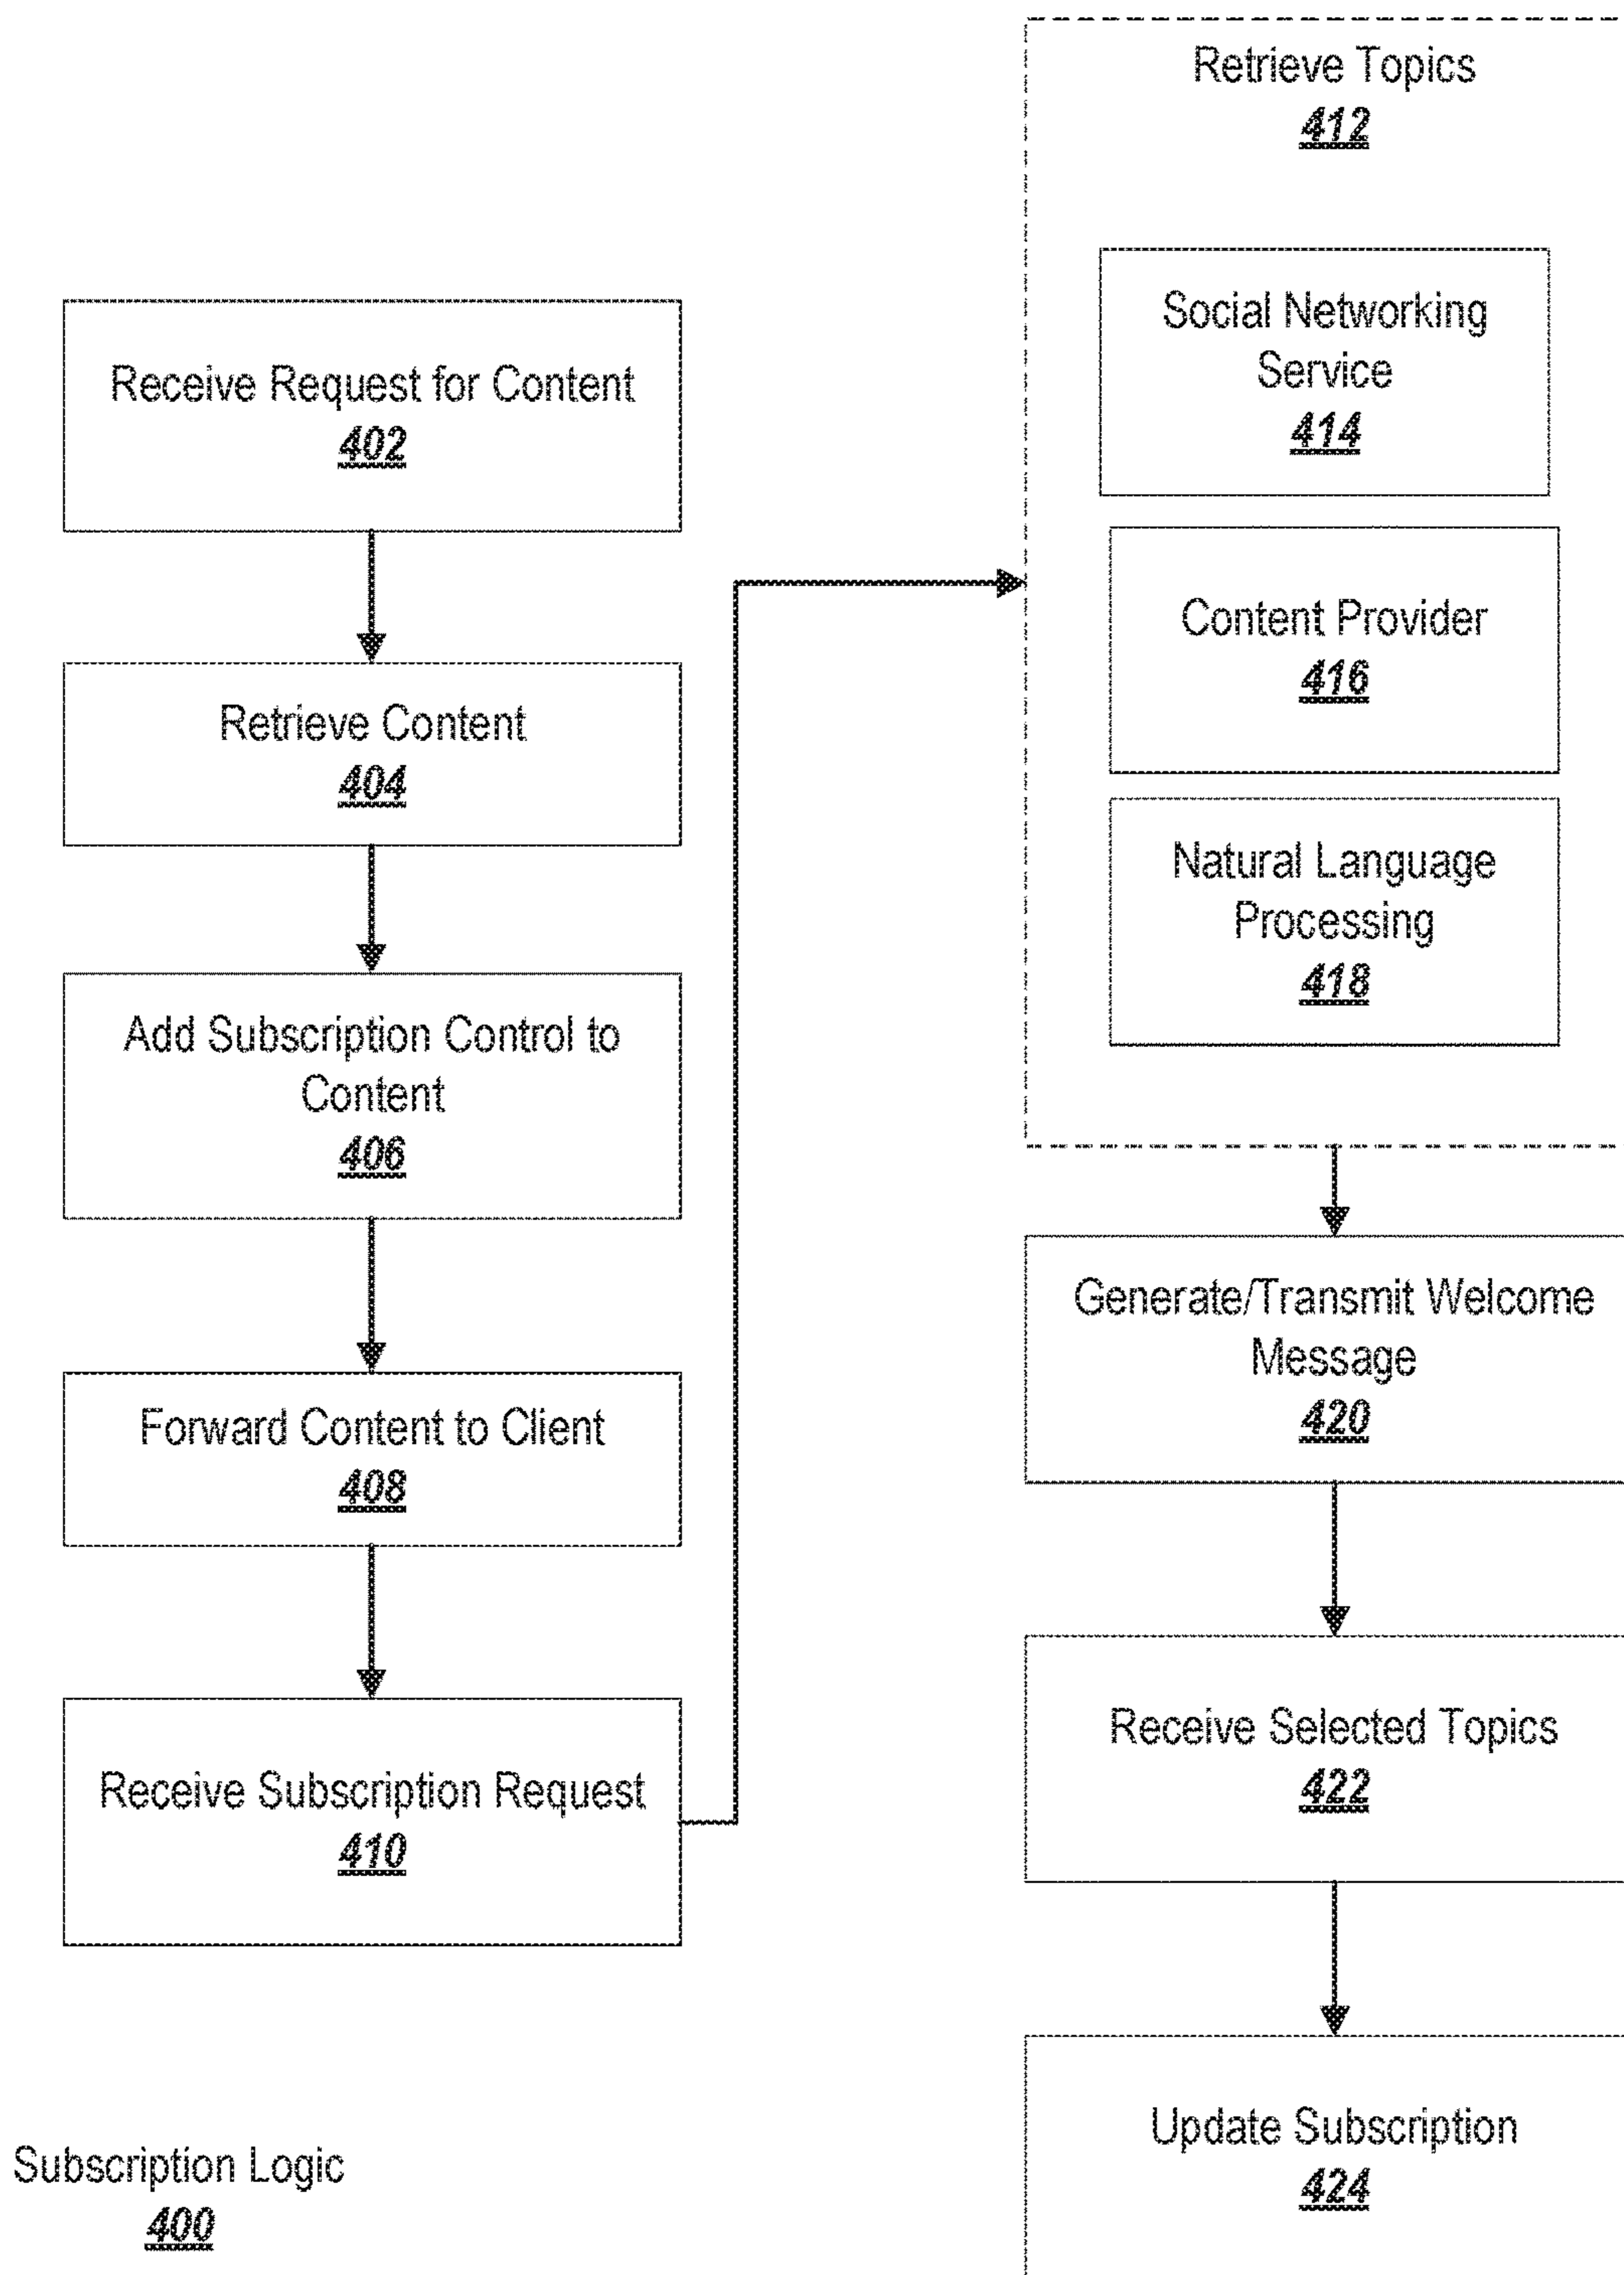 Receive Request for Content
402
Retrieve Content
404
Add Subscription Control to
Content
406
Forward Content to Client
408
Receive Subscription Request
410
Retrieve Topics
412
Social Networking
Service
414
Content Provider
416
Natural Language
Processing
418
Generate/Transmit Welcome
Message
420
Receive Selected Topics
422
Update Subscription
424
Subscription Logic
400